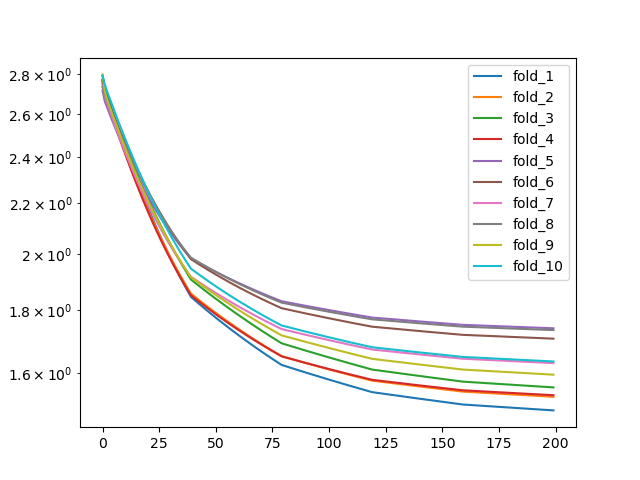 2.8 × 10⁰
2.6 × 10⁰
2.4 × 10⁰
2.2 × 10⁰
2 × 10⁰
1.8 × 10⁰
1.6 × 10⁰
0 25 50 75 100 125 150 175 200
fold_1
fold_2
fold_3
fold_4
fold_5
fold_6
fold_7
fold_8
fold_9
fold_10